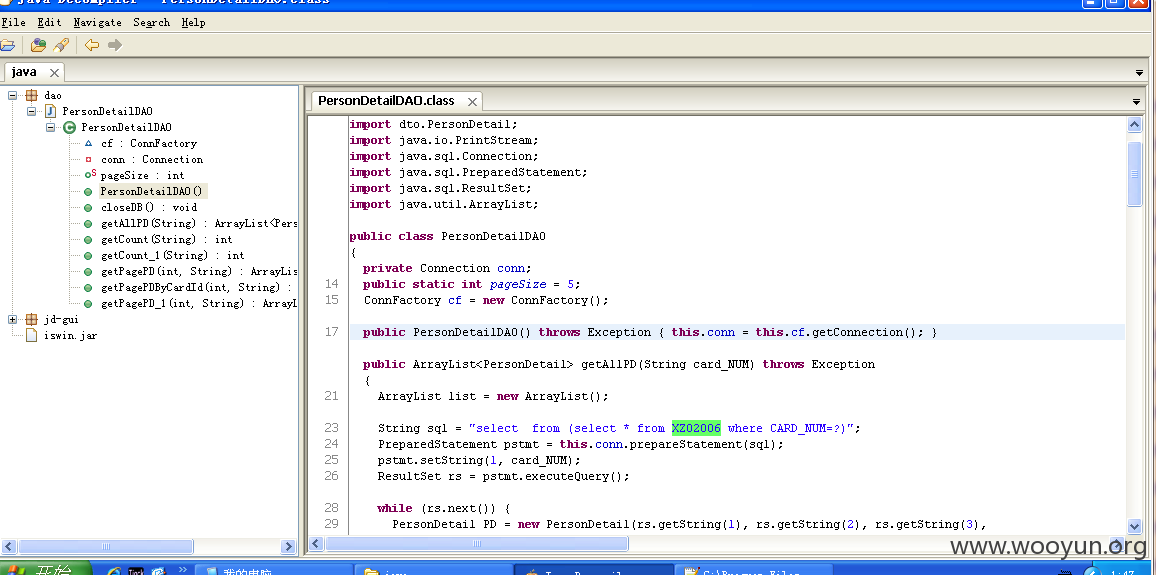 Java Decompiler - PersonDetailDAO.class
File Edit Navigate Search Help
java
dao
PersonDetailDAO
PersonDetailDAO
cf : ConnFactory
conn : Connection
pageSize : int
PersonDetailDAO()
closeDB() : void
getAllPD(String) : ArrayList<Pers
getCount(String) : int
getCount_1(String) : int
getPagePD(int, String) : ArrayLis
getPagePDByCardId(int, String) :
getPagePD_1(int, String) : ArrayL
jd-gui
iswin.jar
PersonDetailDAO.class
import dto.PersonDetail;
import java.io.PrintStream;
import java.sql.Connection;
import java.sql.PreparedStatement;
import java.sql.ResultSet;
import java.util.ArrayList;
public class PersonDetailDAO
{
private Connection conn;
14 public static int pageSize = 5;
15 ConnFactory cf = new ConnFactory();
17 public PersonDetailDAO() throws Exception { this.conn = this.cf.getConnection(); }
public ArrayList<PersonDetail> getAllPD(String card_NUM) throws Exception
{
21 ArrayList list = new ArrayList();
23 String sql = "select  from (select * from XZ02006 where CARD_NUM=?)";
24 PreparedStatement pstmt = this.conn.prepareStatement(sql);
25 pstmt.setString(1, card_NUM);
26 ResultSet rs = pstmt.executeQuery();
28 while (rs.next()) {
29 PersonDetail PD = new PersonDetail(rs.getString(1), rs.getString(2), rs.getString(3),
www.wooyun.org
开始
我的电脑
java
C:\Program Files
1:47